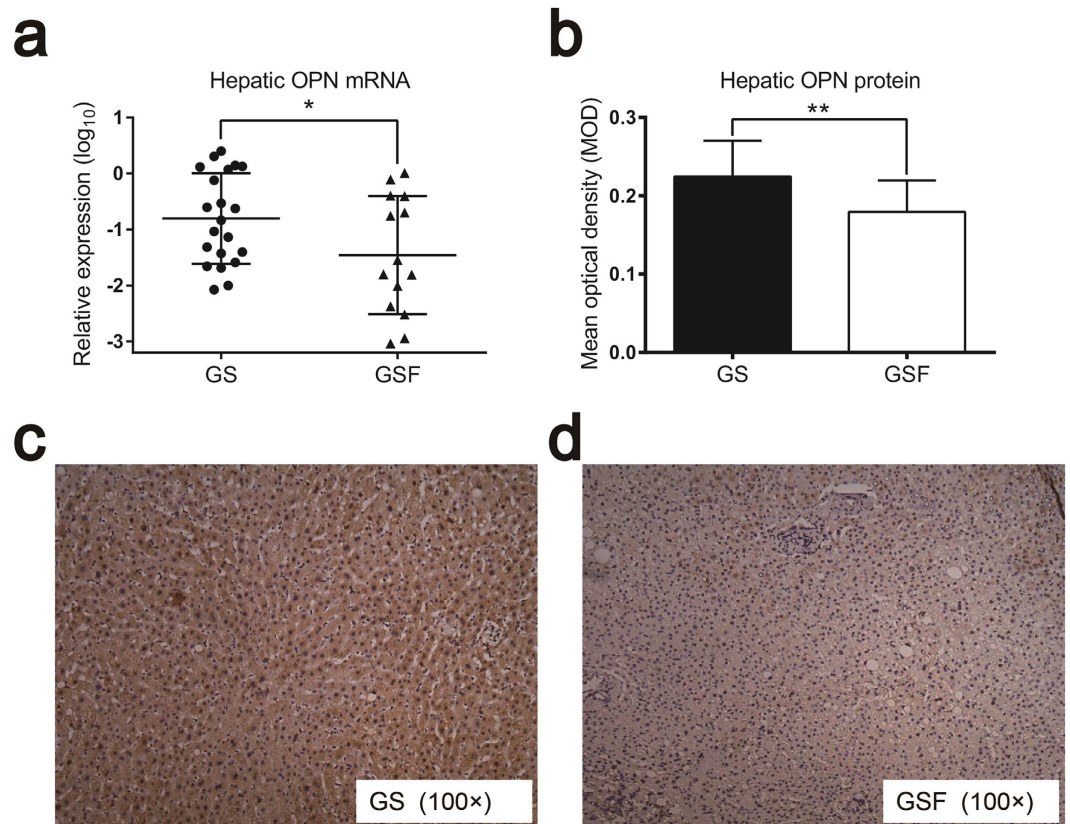 a
Hepatic OPN mRNA
*
Relative expression (log10)
1
0
-1
-2
-3
GS
GSF
b
Hepatic OPN protein
**
Mean optical density (MOD)
0.3
0.2
0.1
0.0
GS
GSF
c
GS (100×)
d
GSF (100×)